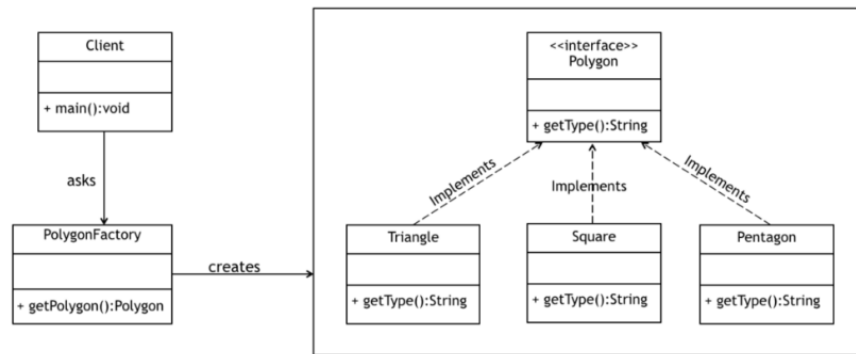 Client
+ main():void
asks
PolygonFactory
+ getPolygon():Polygon
creates
<<interface>>
Polygon
+ getType():String
Implements
Implements
Implements
Triangle
+ getType():String
Square
+ getType():String
Pentagon
+ getType():String